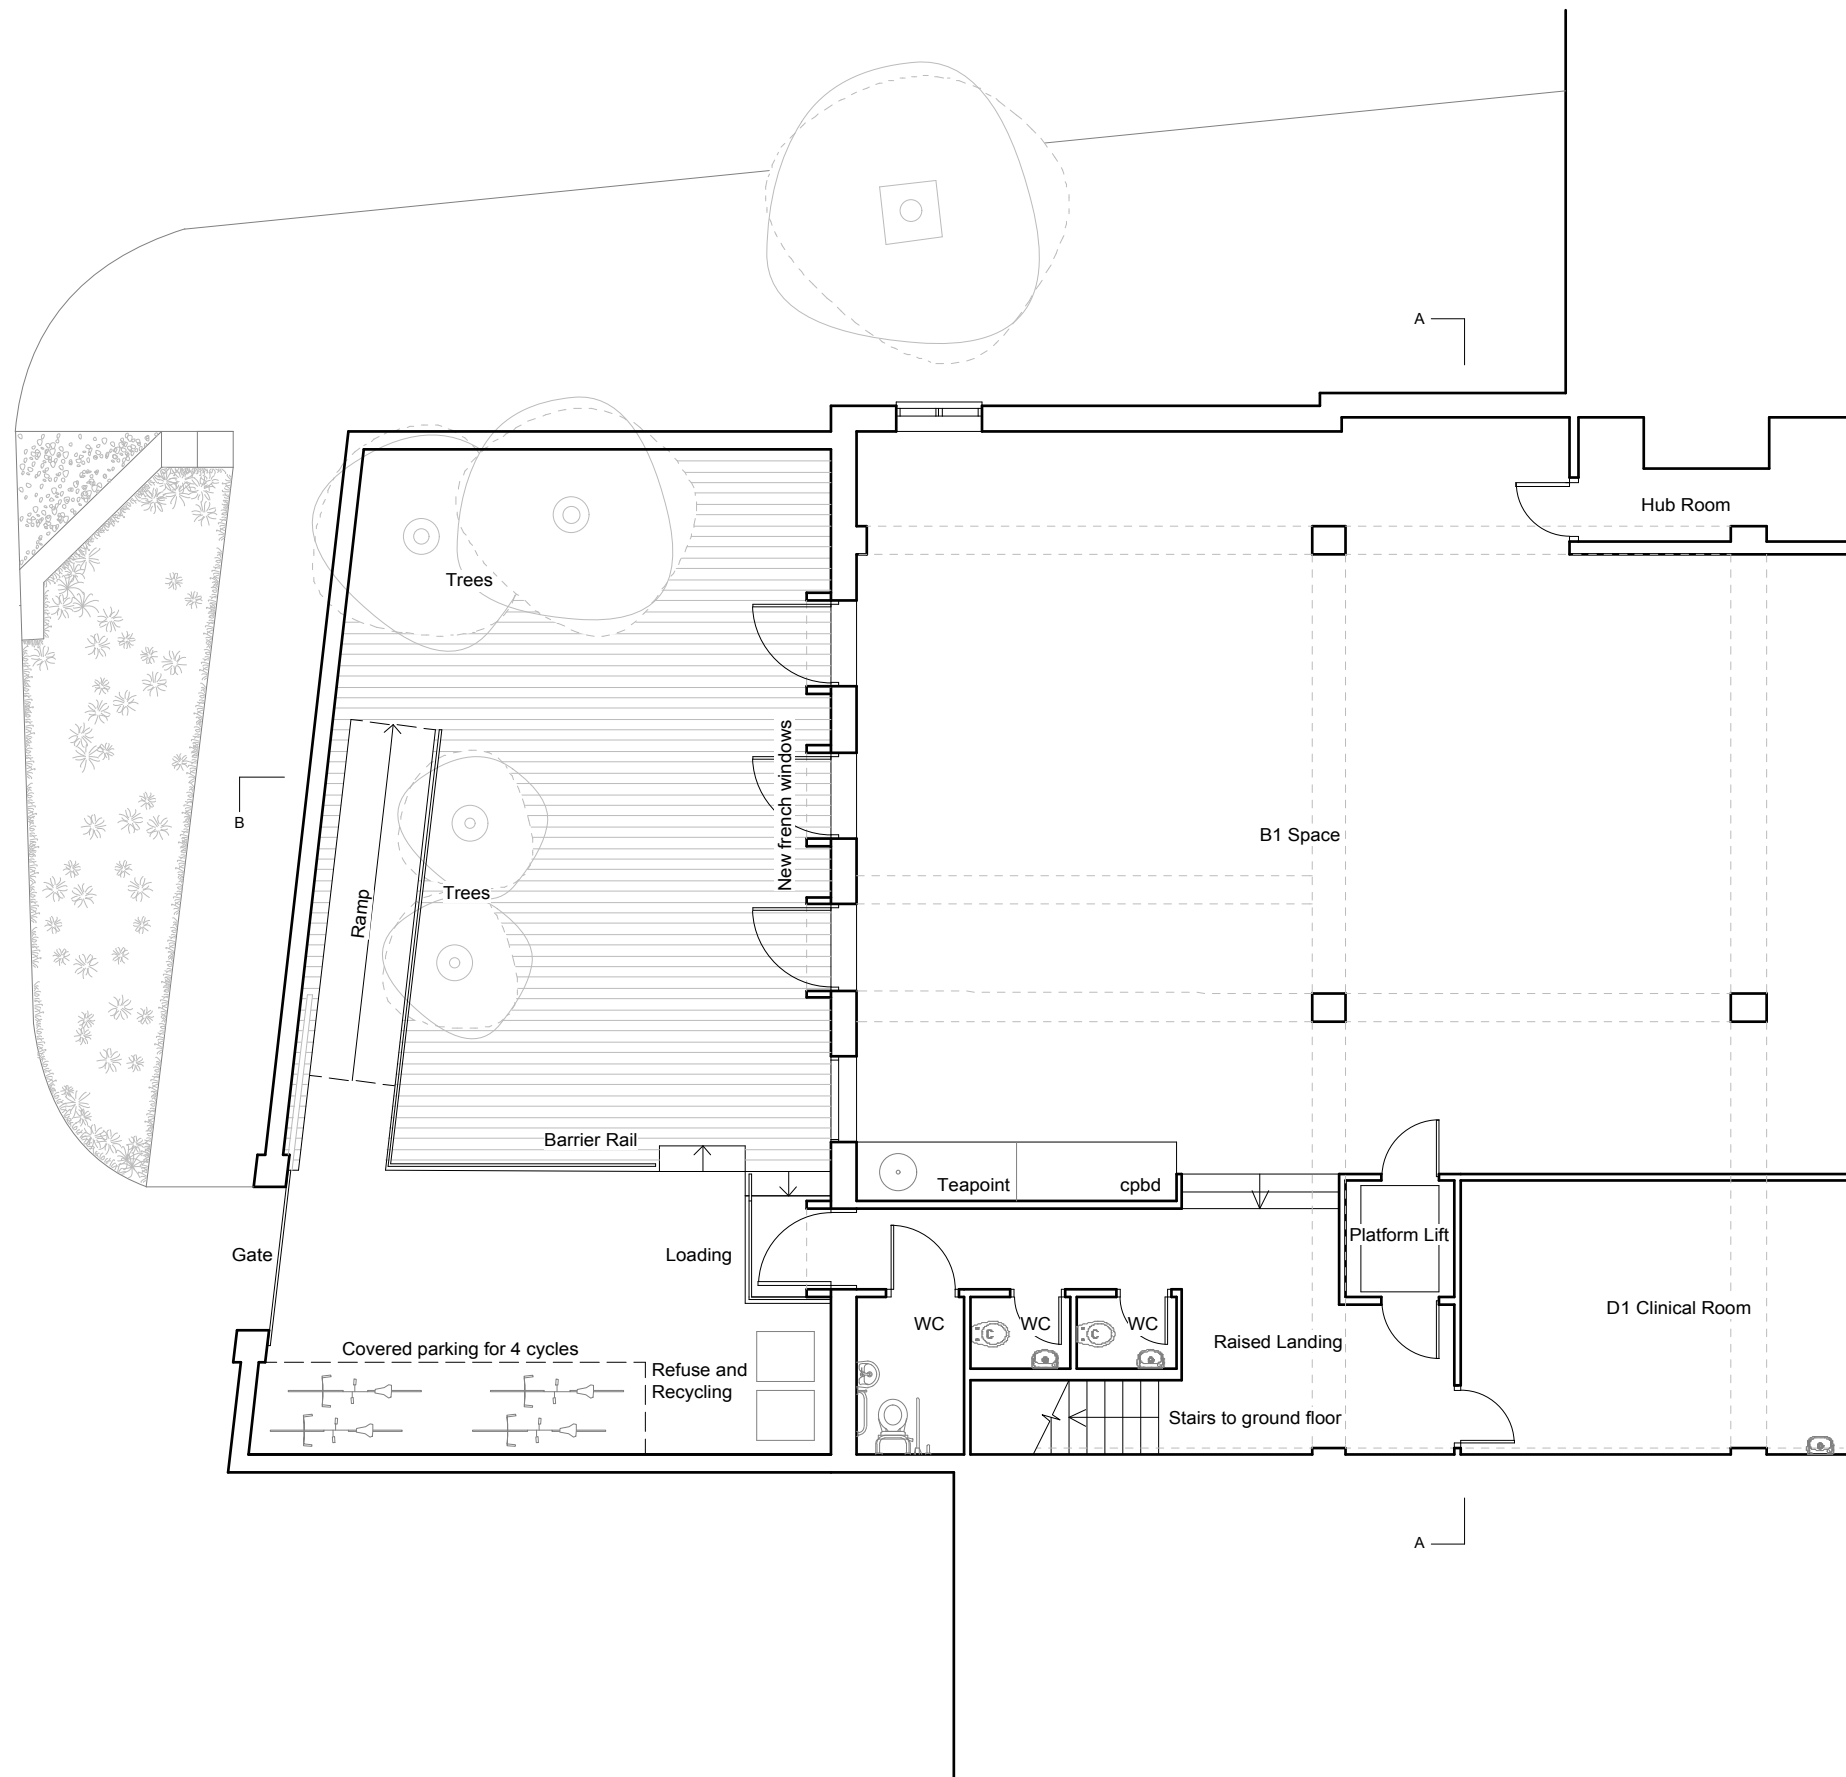 A
Hub Room
Trees
New french windows
B
B1 Space
Ramp
Trees
Barrier Rail
Teapoint
cpbd
Platform Lift
Gate
Loading
D1 Clinical Room
WC
WC
WC
Raised Landing
Covered parking for 4 cycles
Refuse and
Recycling
Stairs to ground floor
C
C
A